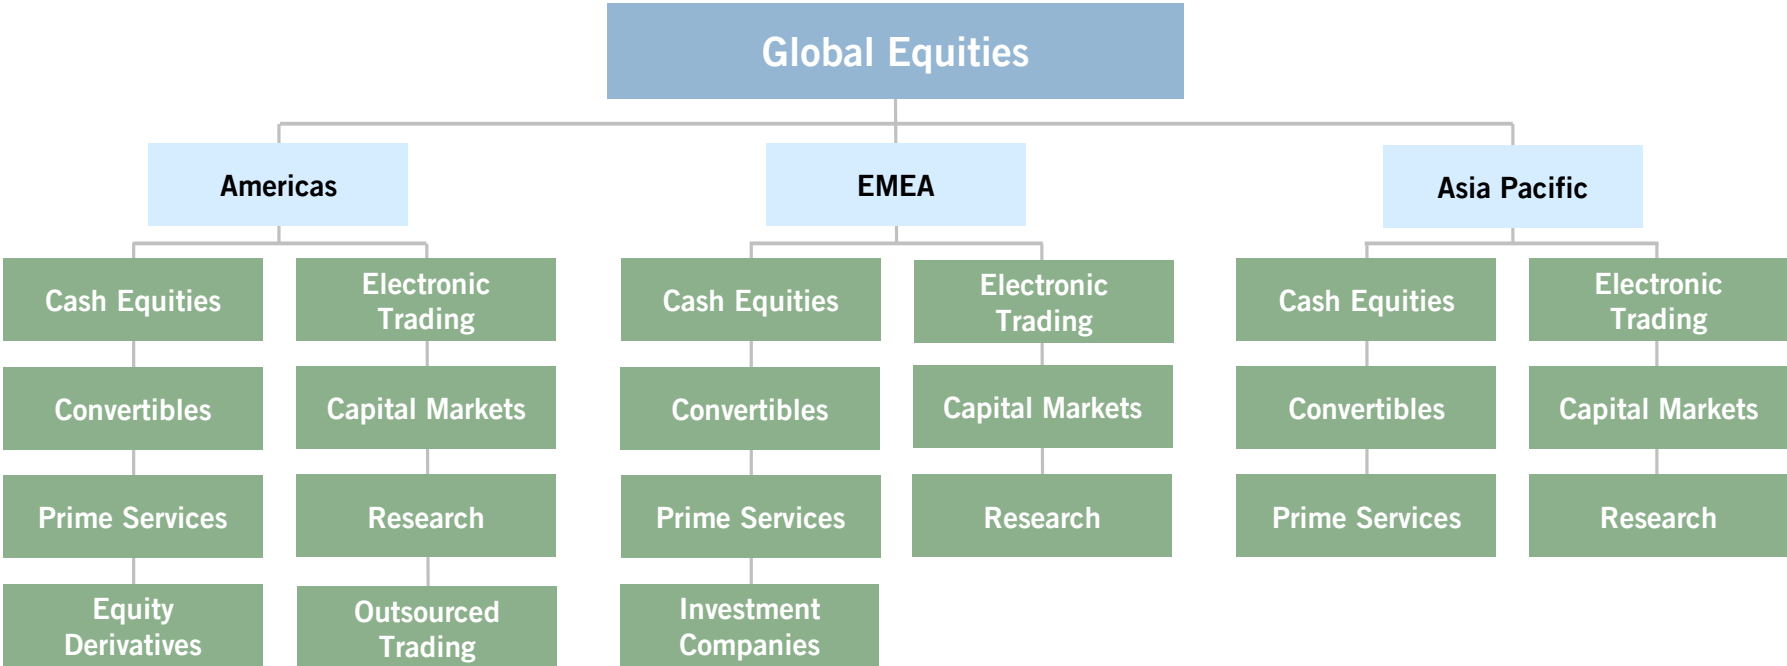 Global Equities
Americas
EMEA
Asia Pacific
Cash Equities
Electronic
Trading
Convertibles
Capital Markets
Prime Services
Research
Equity
Derivatives
Outsourced
Trading
Cash Equities
Electronic
Trading
Convertibles
Capital Markets
Prime Services
Research
Investment
Companies
Cash Equities
Electronic
Trading
Convertibles
Capital Markets
Prime Services
Research